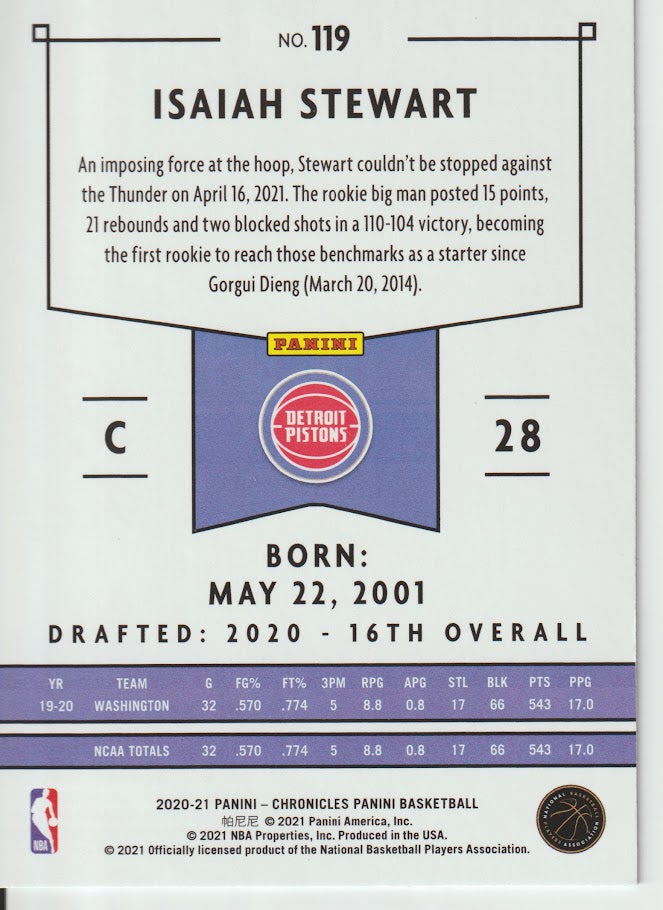 NO. 119
ISAIAH STEWART
An imposing force at the hoop, Stewart couldn't be stopped against
the Thunder on April 16, 2021. The rookie big man posted 15 points,
21 rebounds and two blocked shots in a 110-104 victory, becoming
the first rookie to reach those benchmarks as a starter since
Gorgui Dieng (March 20, 2014).
PANINI
C
DETROIT
PISTONS
28
BORN:
MAY 22, 2001
DRAFTED: 2020 - 16TH OVERALL
YR TEAM G FG% FT% 3PM RPG APG STL BLK PTS PPG
19-20 WASHINGTON 32 .570 .774 5 8.8 0.8 17 66 543 17.0
NCAA TOTALS 32 .570 .774 5 8.8 0.8 17 66 543 17.0
2020-21 PANINI – CHRONICLES PANINI BASKETBALL
帕尼尼 © 2021 Panini America, Inc.
© 2021 NBA Properties, Inc. Produced in the USA.
© 2021 Officially licensed product of the National Basketball Players Association.
NBA
NATIONAL BASKETBALL
PLAYERS ASSOCIATION